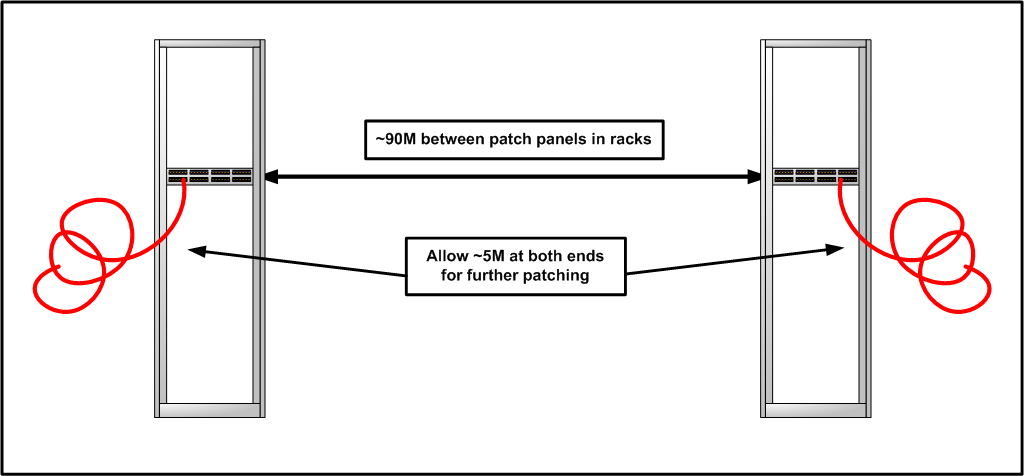 ~90M between patch panels in racks
Allow ~5M at both ends
for further patching